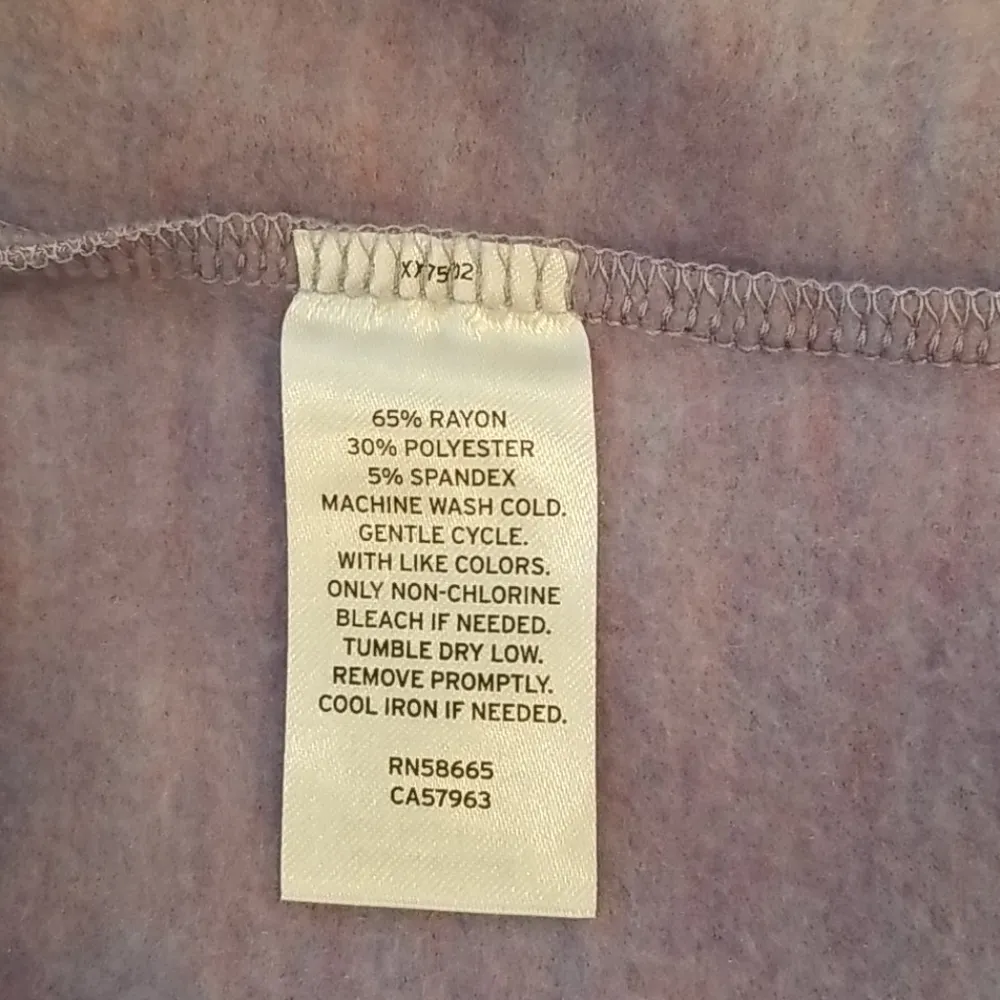 65% RAYON
30% POLYESTER
5% SPANDEX
MACHINE WASH COLD.
GENTLE CYCLE.
WITH LIKE COLORS.
ONLY NON-CHLORINE
BLEACH IF NEEDED.
TUMBLE DRY LOW.
REMOVE PROMPTLY.
COOL IRON IF NEEDED.
RN58665
CA57963